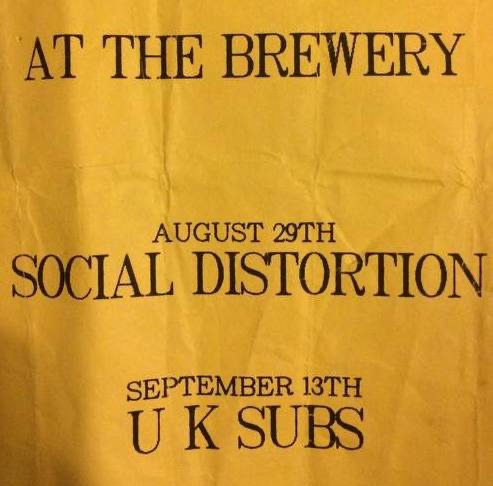 AT THE BREWERY
AUGUST 29TH
SOCIAL DISTORTION
SEPTEMBER 13TH
U K SUBS